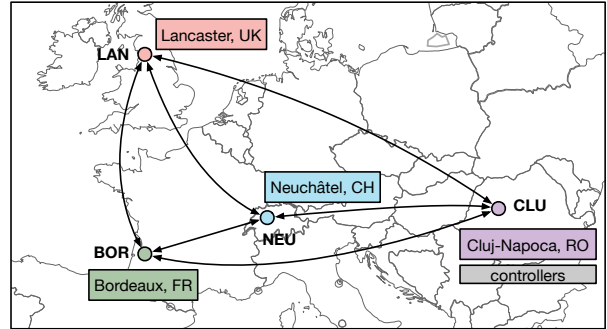 Lancaster, UK
LAN
Neuchâtel, CH
CLU
NEU
BOR
Cluj-Napoca, RO
controllers
Bordeaux, FR